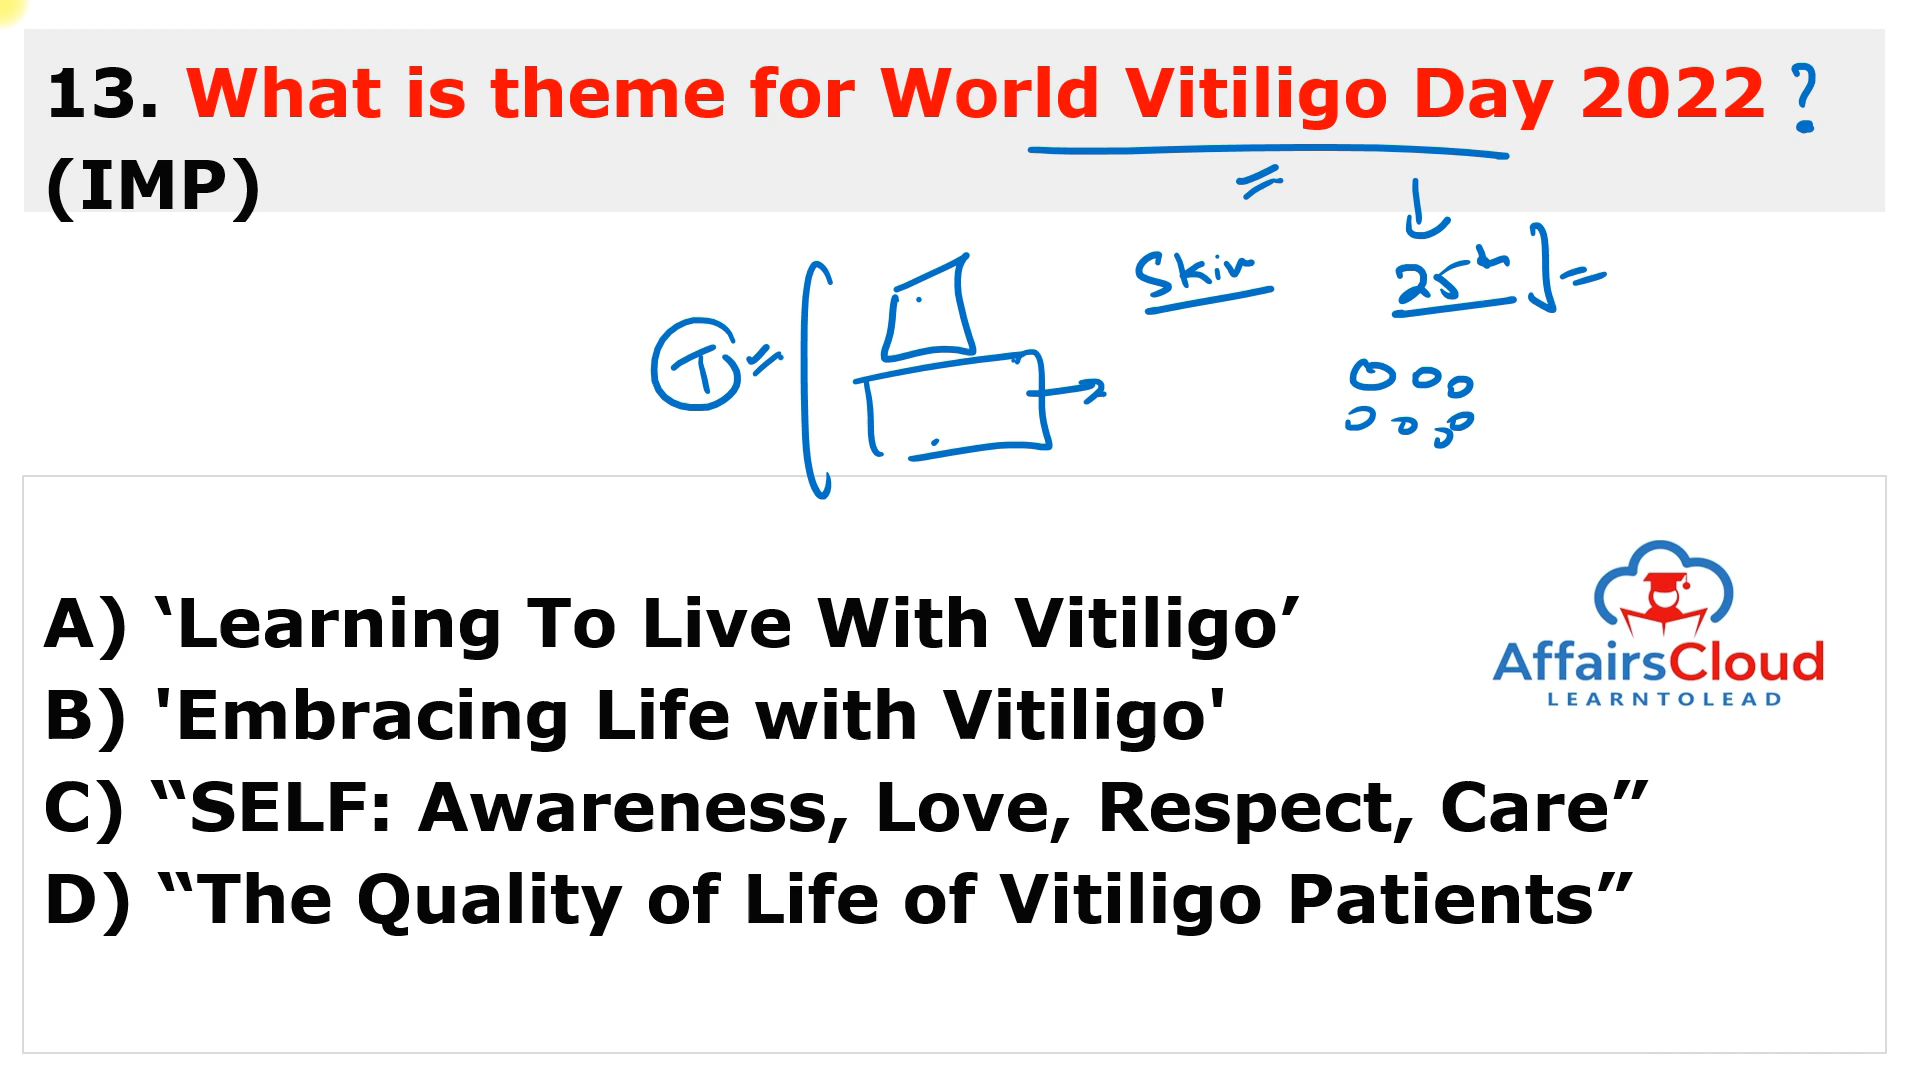 13. What is theme for World Vitiligo Day 2022 ?
(IMP)
Skin
25th
T
A) ‘Learning To Live With Vitiligo’
B) 'Embracing Life with Vitiligo'
C) “SELF: Awareness, Love, Respect, Care”
D) “The Quality of Life of Vitiligo Patients”
AffairsCloud
LEARNTOLEAD